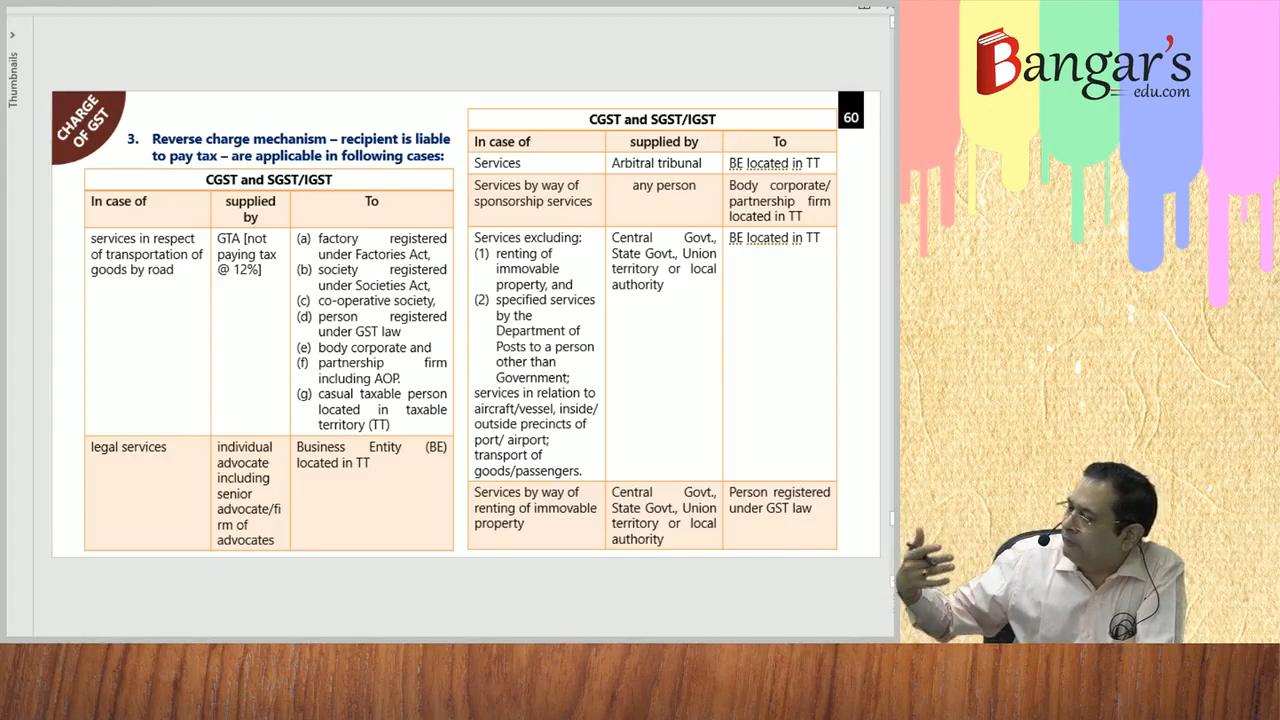 Thumbnails
CHARGE
OF GST
3. Reverse charge mechanism – recipient is liable
to pay tax – are applicable in following cases:
CGST and SGST/IGST
In case of
supplied
by
To
services in respect
of transportation of
goods by road
GTA [not
paying tax
@ 12%]
(a) factory registered
under Factories Act,
(b) society registered
under Societies Act,
(c) co-operative society,
(d) person registered
under GST law
(e) body corporate and
(f) partnership firm
including AOP.
(g) casual taxable person
located in taxable
territory (TT)
legal services
individual
advocate
including
senior
advocate/fi
rm of
advocates
Business Entity (BE)
located in TT
60
CGST and SGST/IGST
In case of
supplied by
To
Services
Arbitral tribunal
BE located in TT
Services by way of
sponsorship services
any person
Body corporate/
partnership firm
located in TT
Services excluding:
(1) renting of
immovable
property, and
(2) specified services
by the
Department of
Posts to a person
other than
Government;
services in relation to
aircraft/vessel, inside/
outside precincts of
port/ airport;
transport of
goods/passengers.
Central Govt.,
State Govt., Union
territory or local
authority
BE located in TT
Services by way of
renting of immovable
property
Central Govt.,
State Govt., Union
territory or local
authority
Person registered
under GST law
Bangar's
edu.com